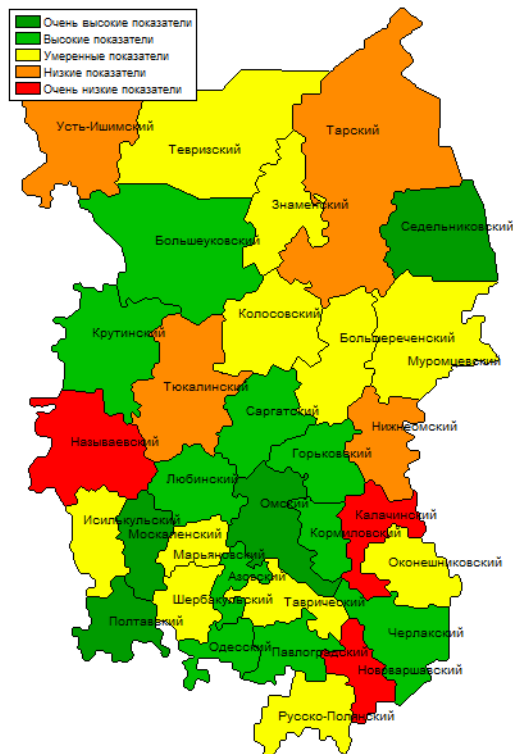 Очень высокие показатели
Высокие показатели
Умеренные показатели
Низкие показатели
Очень низкие показатели
Усть-Ишимский
Тарский
Тевризский
Знаменский
Седельниковский
Большеуковский
Колосовский
Крутинский
Большереченский
Муромцевский
Тюкалинский
Саргатский
Нижнеомский
Называевский
Горьковский
Любинский
Омский
Калачинский
Исилькульский
Москаленский
Кормиловский
Марьяновский
Оконешниковский
Азовский
Шербакульский
Таврический
Полтавский
Черлакский
Одесский
Павлоградский
Нововаршавский
Русско-Полянский